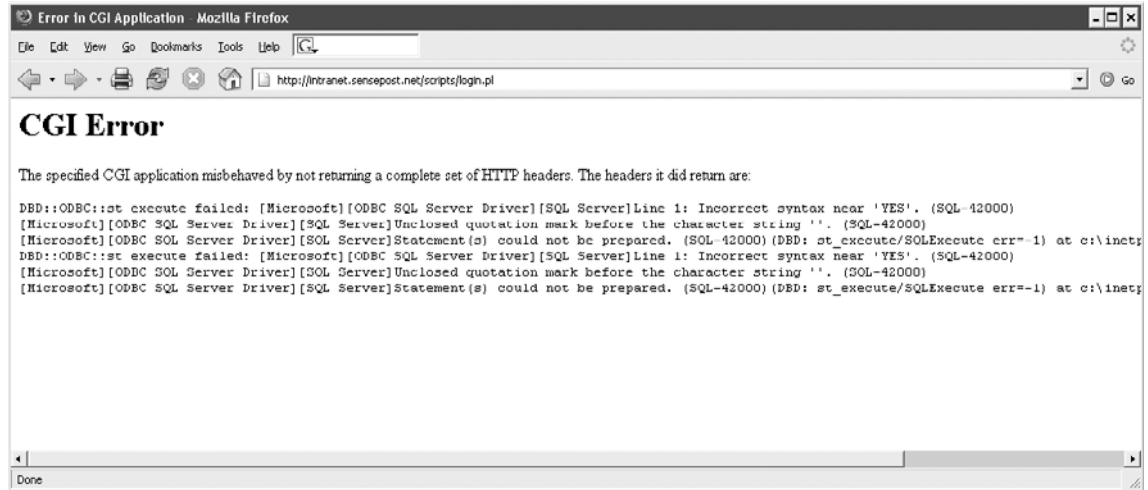 Error in CGI Application - Mozilla Firefox
File Edit View Go Bookmarks Tools Help G
http://intranet.sensepost.net/scripts/login.pl Go
CGI Error
The specified CGI application misbehaved by not returning a complete set of HTTP headers. The headers it did return are:
DBD::ODBC::st execute failed: [Microsoft][ODBC SQL Server Driver][SQL Server]Line 1: Incorrect syntax near 'YES'. (SQL-42000)
[Microsoft][ODBC SQL Server Driver][SQL Server]Unclosed quotation mark before the character string ''. (SQL-42000)
[Microsoft][ODBC SQL Server Driver][SQL Server]Statement(s) could not be prepared. (SQL-42000)(DBD: st_execute/SQLExecute err=-1) at c:\inetp
DBD::ODBC::st execute failed: [Microsoft][ODBC SQL Server Driver][SQL Server]Line 1: Incorrect syntax near 'YES'. (SQL-42000)
[Microsoft][ODBC SQL Server Driver][SQL Server]Unclosed quotation mark before the character string ''. (SQL-42000)
[Microsoft][ODBC SQL Server Driver][SQL Server]Statement(s) could not be prepared. (SQL-42000)(DBD: st_execute/SQLExecute err=-1) at c:\inetp
Done